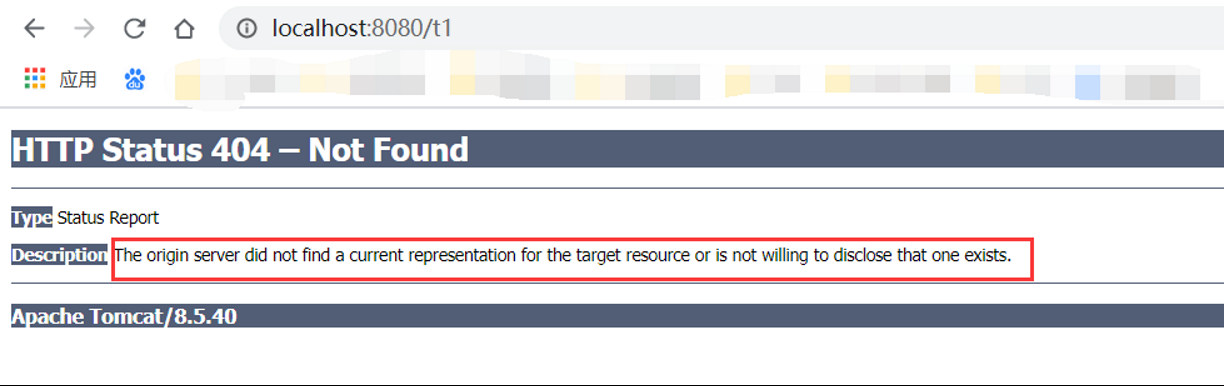 localhost:8080/t1
应用 du
HTTP Status 404 – Not Found
Type Status Report
Description The origin server did not find a current representation for the target resource or is not willing to disclose that one exists.
Apache Tomcat/8.5.40